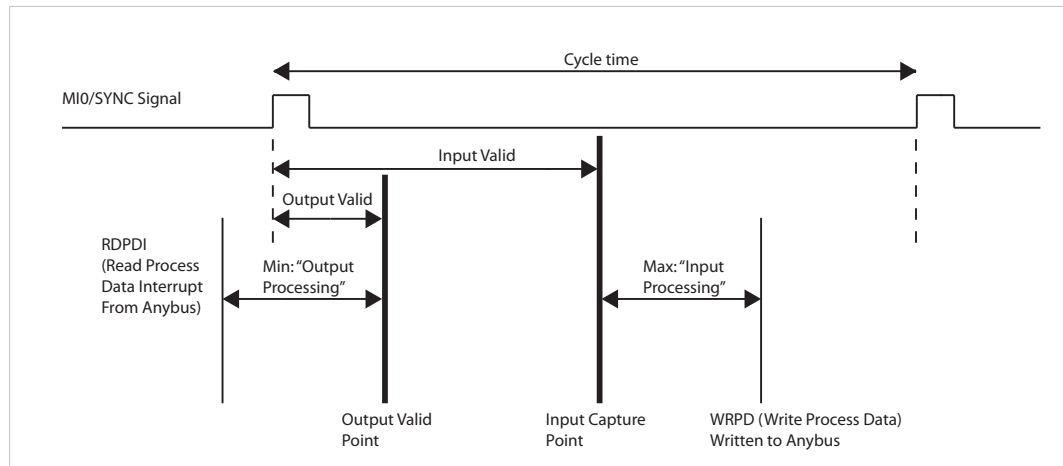 Cycle time
MI0/SYNC Signal
Input Valid
Output Valid
RDPDI
(Read Process
Data Interrupt
From Anybus)
Min: “Output
Processing”
Max: “Input
Processing”
Output Valid
Point
Input Capture
Point
WRPD (Write Process Data)
Written to Anybus